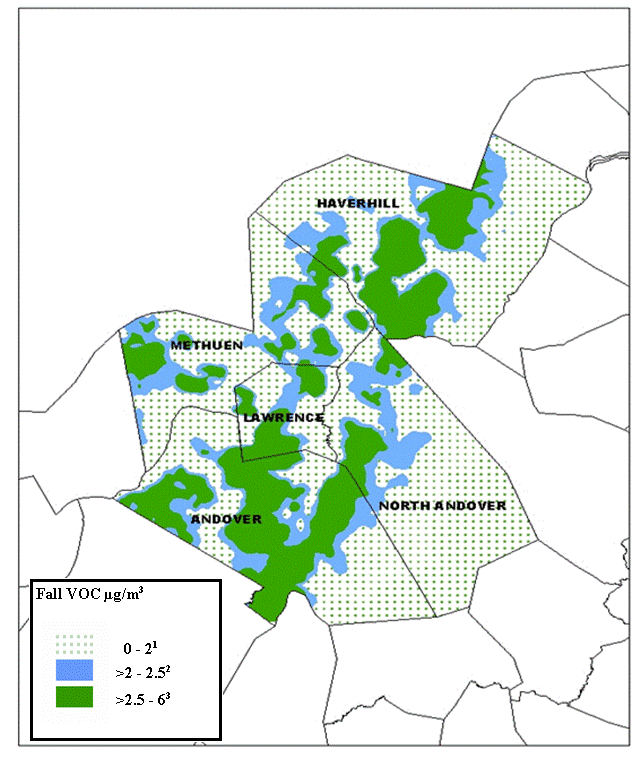 HAVERHILL
METHUEN
LAWRENCE
ANDOVER
NORTH ANDOVER
Fall VOC µg/m³
0 - 2¹
>2 - 2.5²
>2.5 - 6³